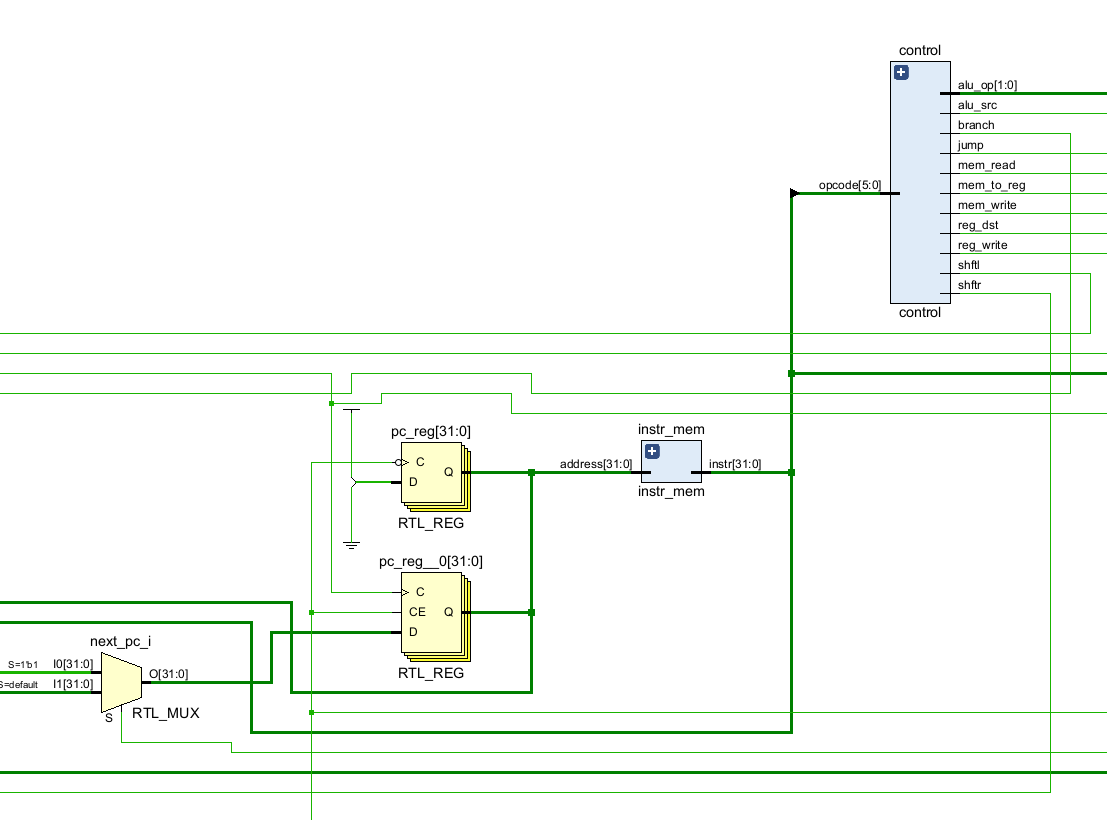 control
alu_op[1:0]
alu_src
branch
jump
mem_read
opcode[5:0]
mem_to_reg
mem_write
reg_dst
reg_write
shftl
shftr
control
pc_reg[31:0]
C
Q
D
RTL_REG
instr_mem
address[31:0]
instr[31:0]
instr_mem
pc_reg__0[31:0]
C
CE
Q
D
RTL_REG
next_pc_i
S=1'b1
I0[31:0]
O[31:0]
S=default
I1[31:0]
S
RTL_MUX